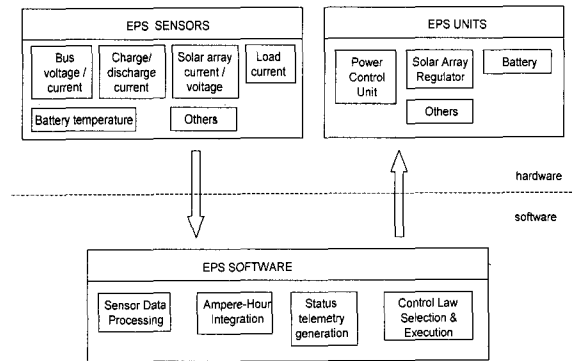 EPS SENSORS
Bus
voltage /
current
Charge/
discharge
current
Solar array
current /
voltage
Load
current
Battery temperature
Others
EPS UNITS
Power
Control
Unit
Solar Array
Regulator
Battery
Others
hardware
software
EPS SOFTWARE
Sensor Data
Processing
Ampere-Hour
Integration
Status
telemetry
generation
Control Law
Selection &
Execution